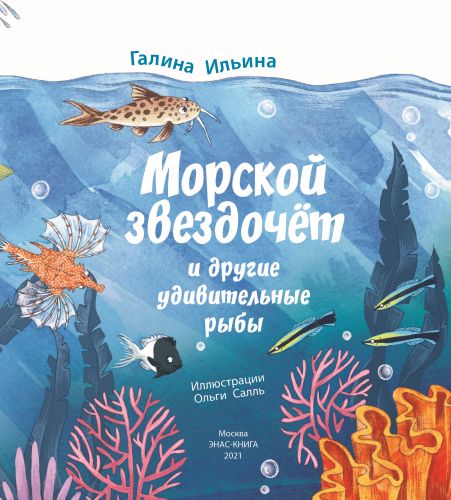 Галина Ильина
Морской
звездочёт
и другие
удивительные
рыбы
Иллюстрации
Ольги Салль
Москва
ЭНАС-КНИГА
2021